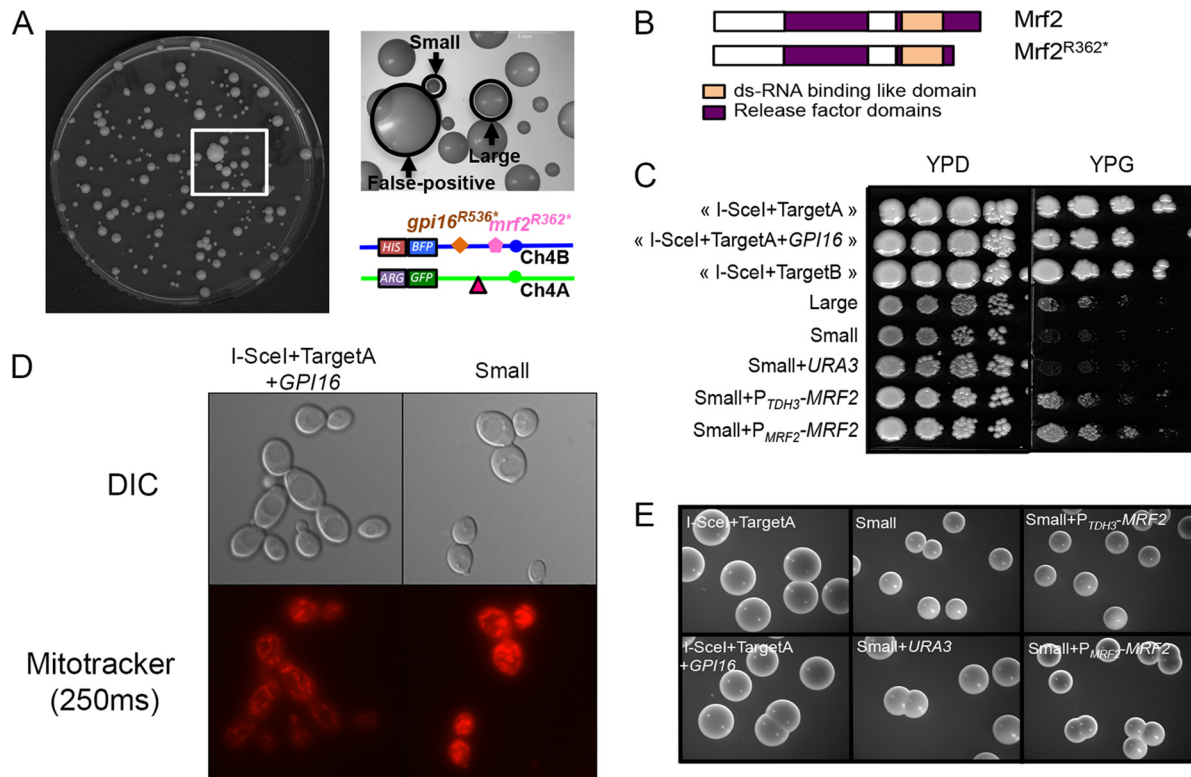 A
Small
Large
False-positive
5 mm
gpi16R536* mrf2R362*
HIS BFP
Ch4B
ARG GFP
Ch4A
B
Mrf2
Mrf2R362*
ds-RNA binding like domain
Release factor domains
C
YPD YPG
« I-SceI+TargetA »
« I-SceI+TargetA+GPI16 »
« I-SceI+TargetB »
Large
Small
Small+URA3
Small+PTDH3-MRF2
Small+PMRF2-MRF2
D
I-SceI+TargetA
+GPI16
Small
DIC
Mitotracker
(250ms)
E
I-SceI+TargetA
Small
Small+PTDH3-MRF2
I-SceI+TargetA
+GPI16
Small+URA3
Small+PMRF2-MRF2